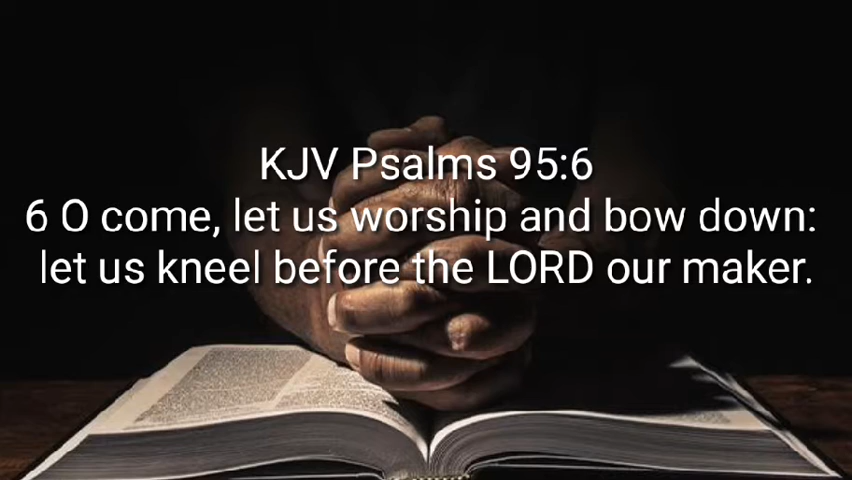 KJV Psalms 95:6
6 O come, let us worship and bow down:
let us kneel before the LORD our maker.